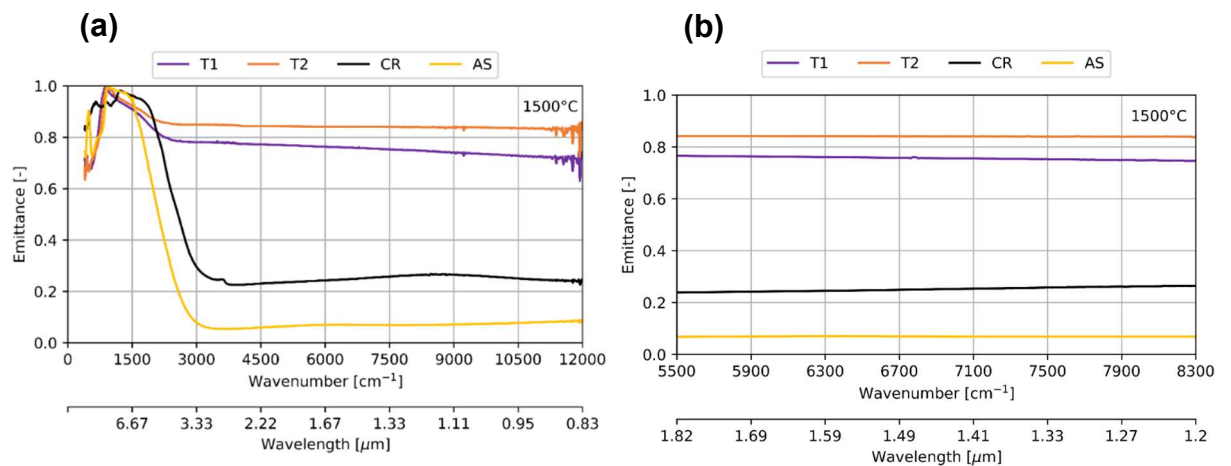 (a)
T1 T2 CR AS
1500°C
Emittance [-]
1.0
0.8
0.6
0.4
0.2
0.0
0 1500 3000 4500 6000 7500 9000 10500 12000
Wavenumber [cm⁻¹]
6.67 3.33 2.22 1.67 1.33 1.11 0.95 0.83
Wavelength [μm]
(b)
T1 T2 CR AS
1500°C
Emittance [-]
1.0
0.8
0.6
0.4
0.2
0.0
5500 5900 6300 6700 7100 7500 7900 8300
Wavenumber [cm⁻¹]
1.82 1.69 1.59 1.49 1.41 1.33 1.27 1.2
Wavelength [μm]